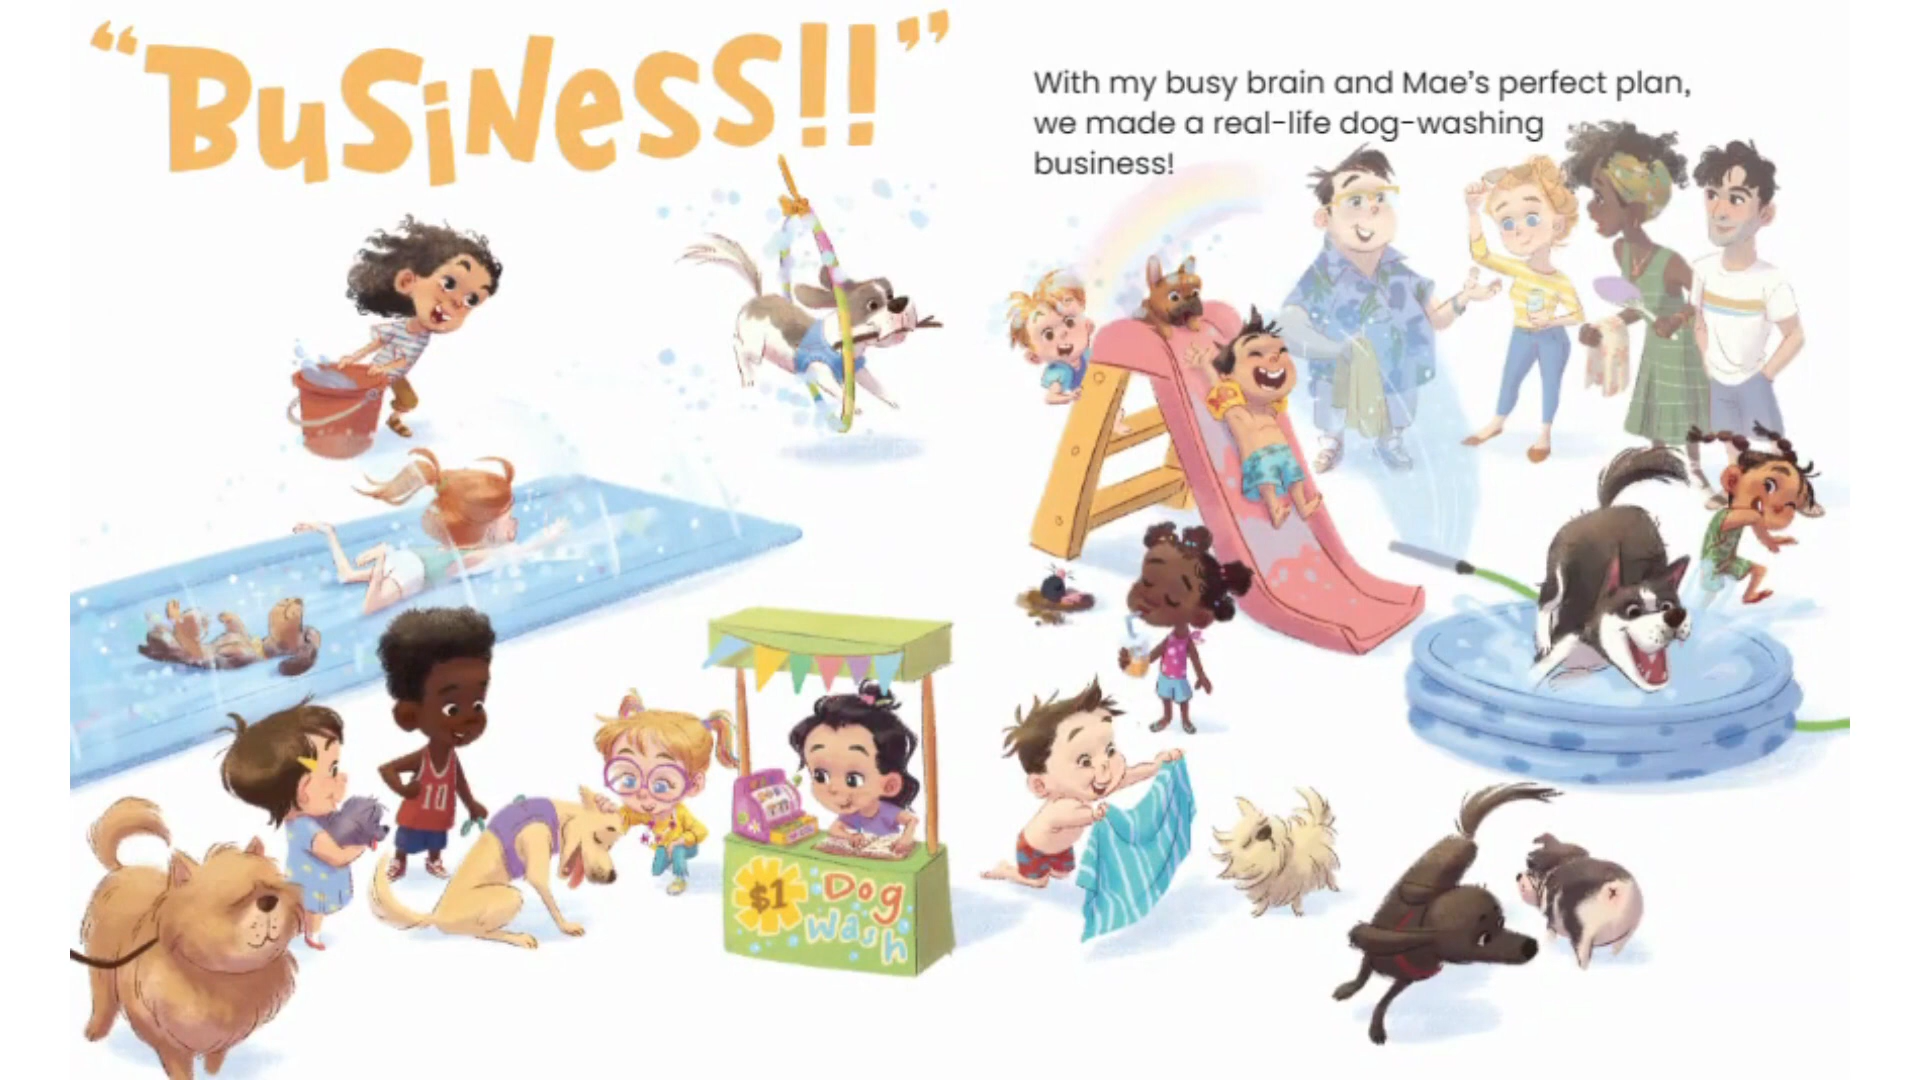 “BUSiNeSS!!”
With my busy brain and Mae’s perfect plan,
we made a real-life dog-washing
business!
10
$1
Dog
Wash